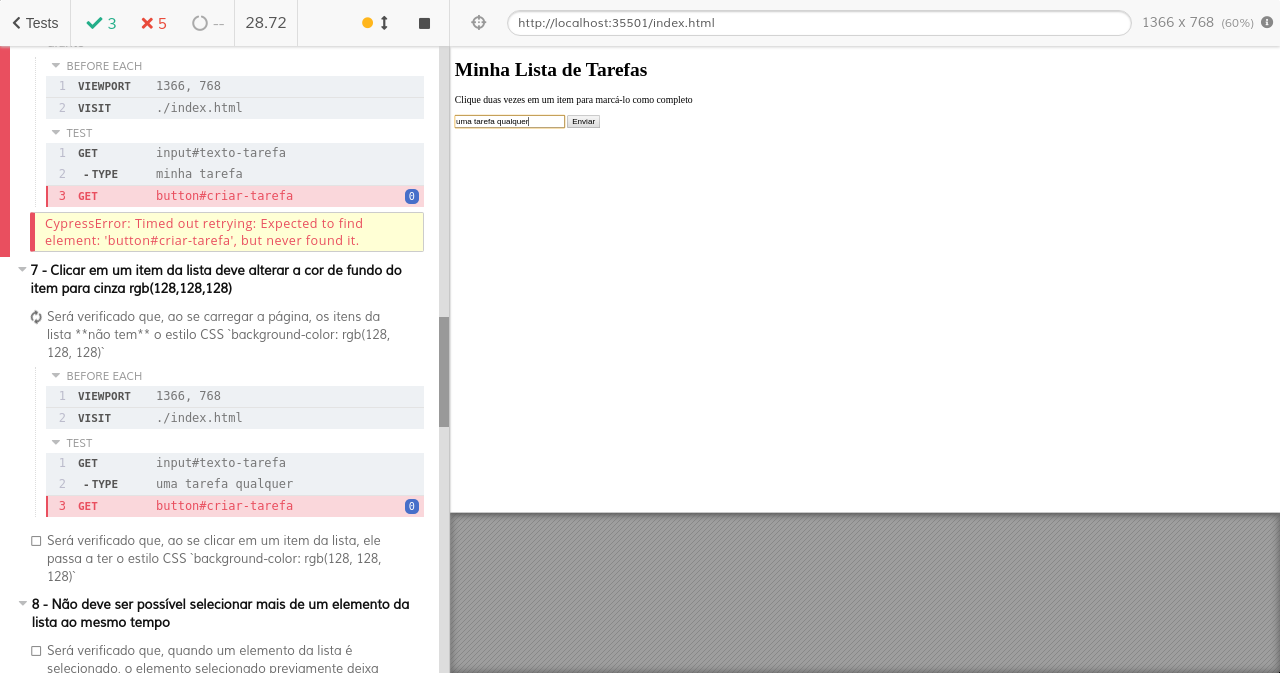 Tests
3
5
--
28.72
http://localhost:35501/index.html
1366 x 768 (60%)
BEFORE EACH
1 VIEWPORT 1366, 768
2 VISIT ./index.html
TEST
1 GET input#texto-tarefa
2 -TYPE minha tarefa
3 GET button#criar-tarefa 0
CypressError: Timed out retrying: Expected to find
element: 'button#criar-tarefa', but never found it.
7 - Clicar em um item da lista deve alterar a cor de fundo do
item para cinza rgb(128,128,128)
Será verificado que, ao se carregar a página, os itens da
lista **não tem** o estilo CSS `background-color: rgb(128,
128, 128)`
BEFORE EACH
1 VIEWPORT 1366, 768
2 VISIT ./index.html
TEST
1 GET input#texto-tarefa
2 -TYPE uma tarefa qualquer
3 GET button#criar-tarefa 0
Será verificado que, ao se clicar em um item da lista, ele
passa a ter o estilo CSS `background-color: rgb(128, 128,
128)`
8 - Não deve ser possível selecionar mais de um elemento da
lista ao mesmo tempo
Será verificado que, quando um elemento da lista é
selecionado, o elemento selecionado previamente deixa
Minha Lista de Tarefas
Clique duas vezes em um item para marcá-lo como completo
uma tarefa qualquer
Enviar